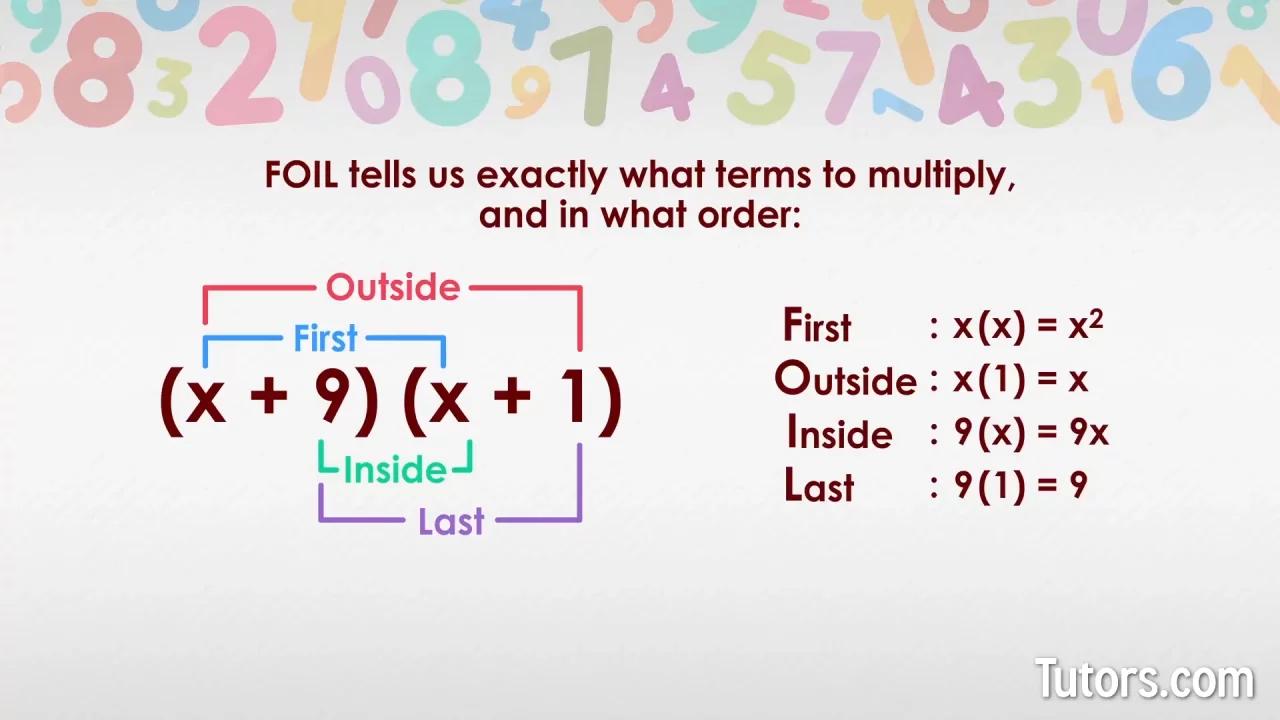 FOIL tells us exactly what terms to multiply,
and in what order:
Outside
First
(x + 9) (x + 1)
Inside
Last
First : x(x) = x²
Outside : x(1) = x
Inside : 9(x) = 9x
Last : 9(1) = 9
Tutors.com